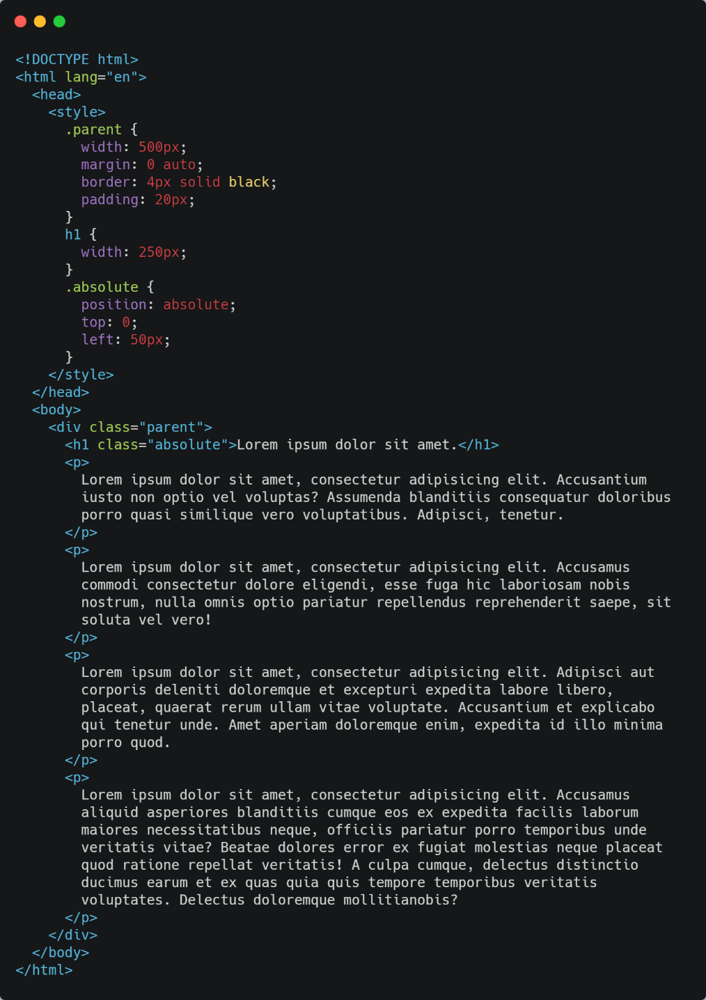 <!DOCTYPE html>
<html lang="en">
  <head>
    <style>
      .parent {
        width: 500px;
        margin: 0 auto;
        border: 4px solid black;
        padding: 20px;
      }
      h1 {
        width: 250px;
      }
      .absolute {
        position: absolute;
        top: 0;
        left: 50px;
      }
    </style>
  </head>
  <body>
    <div class="parent">
      <h1 class="absolute">Lorem ipsum dolor sit amet.</h1>
      <p>
        Lorem ipsum dolor sit amet, consectetur adipisicing elit. Accusantium
        iusto non optio vel voluptas? Assumenda blanditiis consequatur doloribus
        porro quasi similique vero voluptatibus. Adipisci, tenetur.
      </p>
      <p>
        Lorem ipsum dolor sit amet, consectetur adipisicing elit. Accusamus
        commodi consectetur dolore eligendi, esse fuga hic laboriosam nobis
        nostrum, nulla omnis optio pariatur repellendus reprehenderit saepe, sit
        soluta vel vero!
      </p>
      <p>
        Lorem ipsum dolor sit amet, consectetur adipisicing elit. Adipisci aut
        corporis deleniti doloremque et excepturi expedita labore libero,
        placeat, quaerat rerum ullam vitae voluptate. Accusantium et explicabo
        qui tenetur unde. Amet aperiam doloremque enim, expedita id illo minima
        porro quod.
      </p>
      <p>
        Lorem ipsum dolor sit amet, consectetur adipisicing elit. Accusamus
        aliquid asperiores blanditiis cumque eos ex expedita facilis laborum
        maiores necessitatibus neque, officiis pariatur porro temporibus unde
        veritatis vitae? Beatae dolores error ex fugiat molestias neque placeat
        quod ratione repellat veritatis! A culpa cumque, delectus distinctio
        ducimus earum et ex quas quia quis tempore temporibus veritatis
        voluptates. Delectus doloremque mollitianobis?
      </p>
    </div>
  </body>
</html>